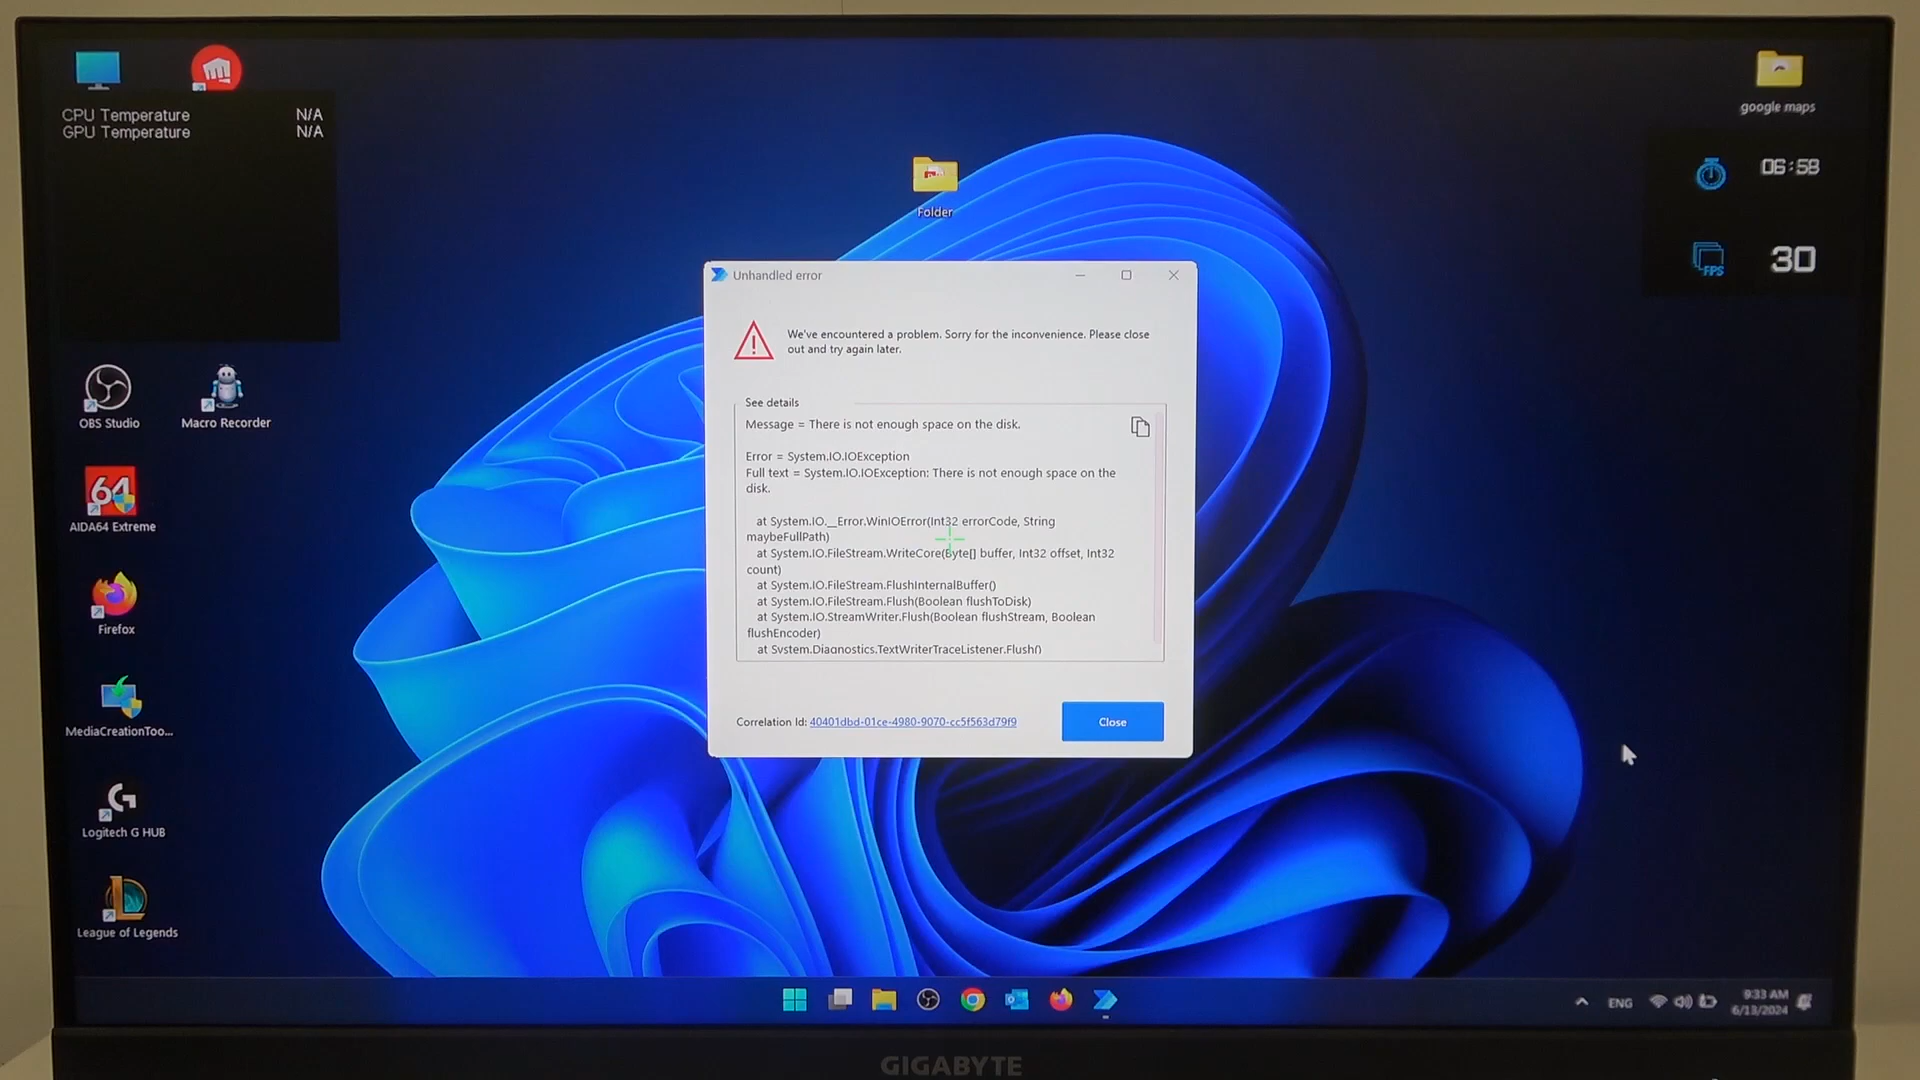 CPU Temperature N/A
GPU Temperature N/A
google maps
06:58
FPS 30
Folder
Unhandled error
We've encountered a problem. Sorry for the inconvenience. Please close
out and try again later.
See details
Message = There is not enough space on the disk.
Error = System.IO.IOException
Full text = System.IO.IOException: There is not enough space on the
disk.
at System.IO.__Error.WinIOError(Int32 errorCode, String
maybeFullPath)
at System.IO.FileStream.WriteCore(Byte[] buffer, Int32 offset, Int32
count)
at System.IO.FileStream.FlushInternalBuffer()
at System.IO.FileStream.Flush(Boolean flushToDisk)
at System.IO.StreamWriter.Flush(Boolean flushStream, Boolean
flushEncoder)
at System.Diagnostics.TextWriterTraceListener.Flush()
Correlation Id: 40401dbd-01ce-4980-9070-cc5f563d79f9
Close
OBS Studio
Macro Recorder
64
AIDA64 Extreme
Firefox
MediaCreationToo...
Logitech G HUB
League of Legends
ENG
9:33 AM
6/13/2024
GIGABYTE